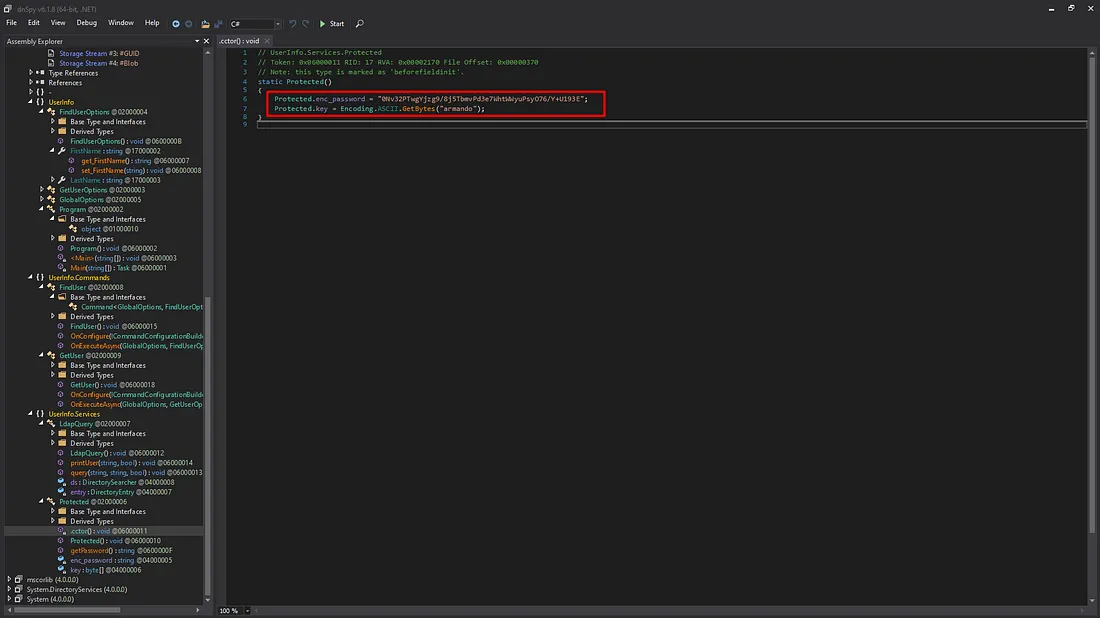 dnSpy v6.1.8 (64-bit, .NET)
File Edit View Debug Window Help C# Start
Assembly Explorer
Storage Stream #3: #GUID
Storage Stream #4: #Blob
Type References
References
{ } -
{ } UserInfo
FindUserOptions @02000004
Base Type and Interfaces
Derived Types
FindUserOptions() : void @0600000B
FirstName : string @17000002
get_FirstName() : string @06000007
set_FirstName(string) : void @06000008
LastName : string @17000003
GetUserOptions @02000003
GlobalOptions @02000005
Program @02000002
Base Type and Interfaces
object @01000010
Derived Types
Program() : void @06000002
<Main>(string[]) : void @06000003
Main(string[]) : Task @06000001
{ } UserInfo.Commands
FindUser @02000008
Base Type and Interfaces
Command<GlobalOptions, FindUserOpt
Derived Types
FindUser() : void @06000015
OnConfigure(ICommandConfigurationBuilde
OnExecuteAsync(GlobalOptions, FindUserOp
GetUser @02000009
Base Type and Interfaces
Derived Types
GetUser() : void @06000018
OnConfigure(ICommandConfigurationBuilde
OnExecuteAsync(GlobalOptions, GetUserOp
{ } UserInfo.Services
LdapQuery @02000007
Base Type and Interfaces
Derived Types
LdapQuery() : void @06000012
printUser(string, bool) : void @06000014
query(string, string, bool) : void @06000013
ds : DirectorySearcher @04000008
entry : DirectoryEntry @04000007
Protected @02000006
Base Type and Interfaces
Derived Types
.cctor() : void @06000011
Protected() : void @06000010
getPassword() : string @0600000F
enc_password : string @04000005
key : byte[] @04000006
mscorlib (4.0.0.0)
System.DirectoryServices (4.0.0.0)
System (4.0.0.0)
.cctor() : void
1 // UserInfo.Services.Protected
2 // Token: 0x06000011 RID: 17 RVA: 0x00002170 File Offset: 0x00000370
3 // Note: this type is marked as 'beforefieldinit'.
4 static Protected()
5 {
6 Protected.enc_password = "0Nv32PTwgYjzg9/8j5TbmvPd3e7WhtWWyuPsyO76/Y+U193E";
7 Protected.key = Encoding.ASCII.GetBytes("armando");
8 }
9
100 %